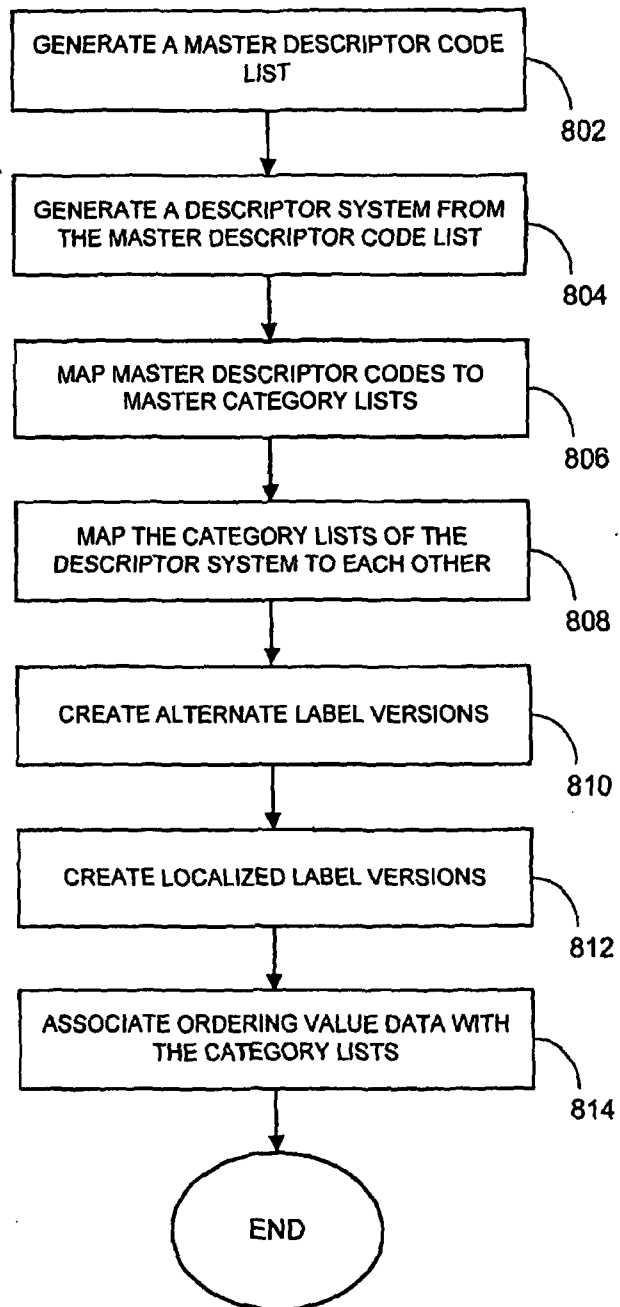 GENERATE A MASTER DESCRIPTOR CODE
LIST
802
GENERATE A DESCRIPTOR SYSTEM FROM
THE MASTER DESCRIPTOR CODE LIST
804
MAP MASTER DESCRIPTOR CODES TO
MASTER CATEGORY LISTS
806
MAP THE CATEGORY LISTS OF THE
DESCRIPTOR SYSTEM TO EACH OTHER
808
CREATE ALTERNATE LABEL VERSIONS
810
CREATE LOCALIZED LABEL VERSIONS
812
ASSOCIATE ORDERING VALUE DATA WITH
THE CATEGORY LISTS
814
END